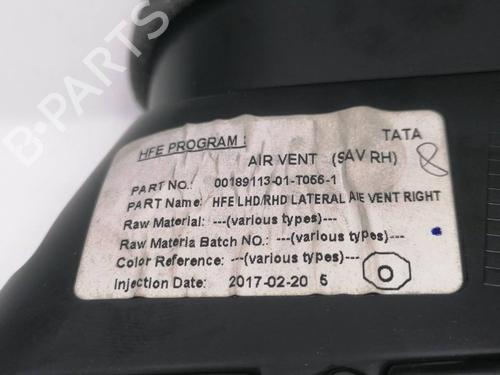 B-PARTS
HFE PROGRAM :
TATA
AIR VENT (SAV RH)
8
PART NO.: 00189113-01-T056-1
PART Name: HFE LHD/RHD LATERAL AIE VENT RIGHT
Raw Material: ---(various types)---
Raw Materia Batch NO.: ---(various types)---
Color Reference: ---(various types)---
Injection Date: 2017-02-20 5
O